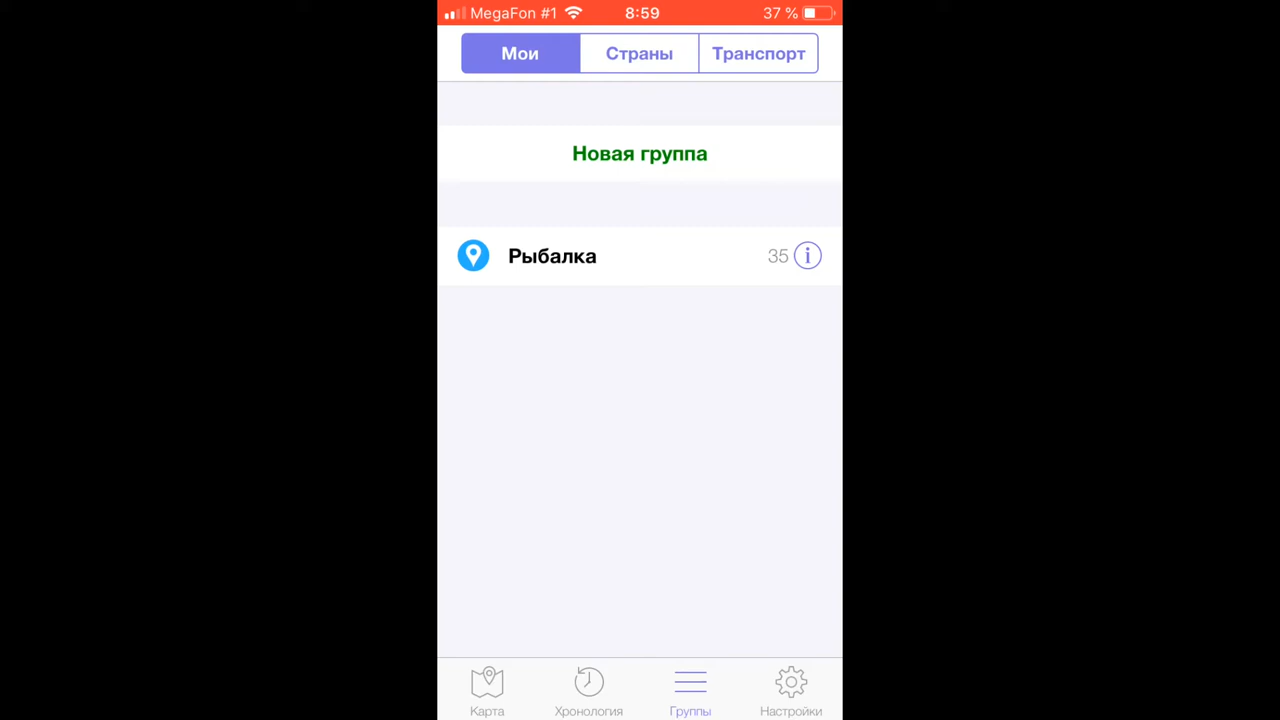 MegaFon #1 8:59 37 %
Мои Страны Транспорт
Новая группа
Рыбалка 35 i
Карта Хронология Группы Настройки